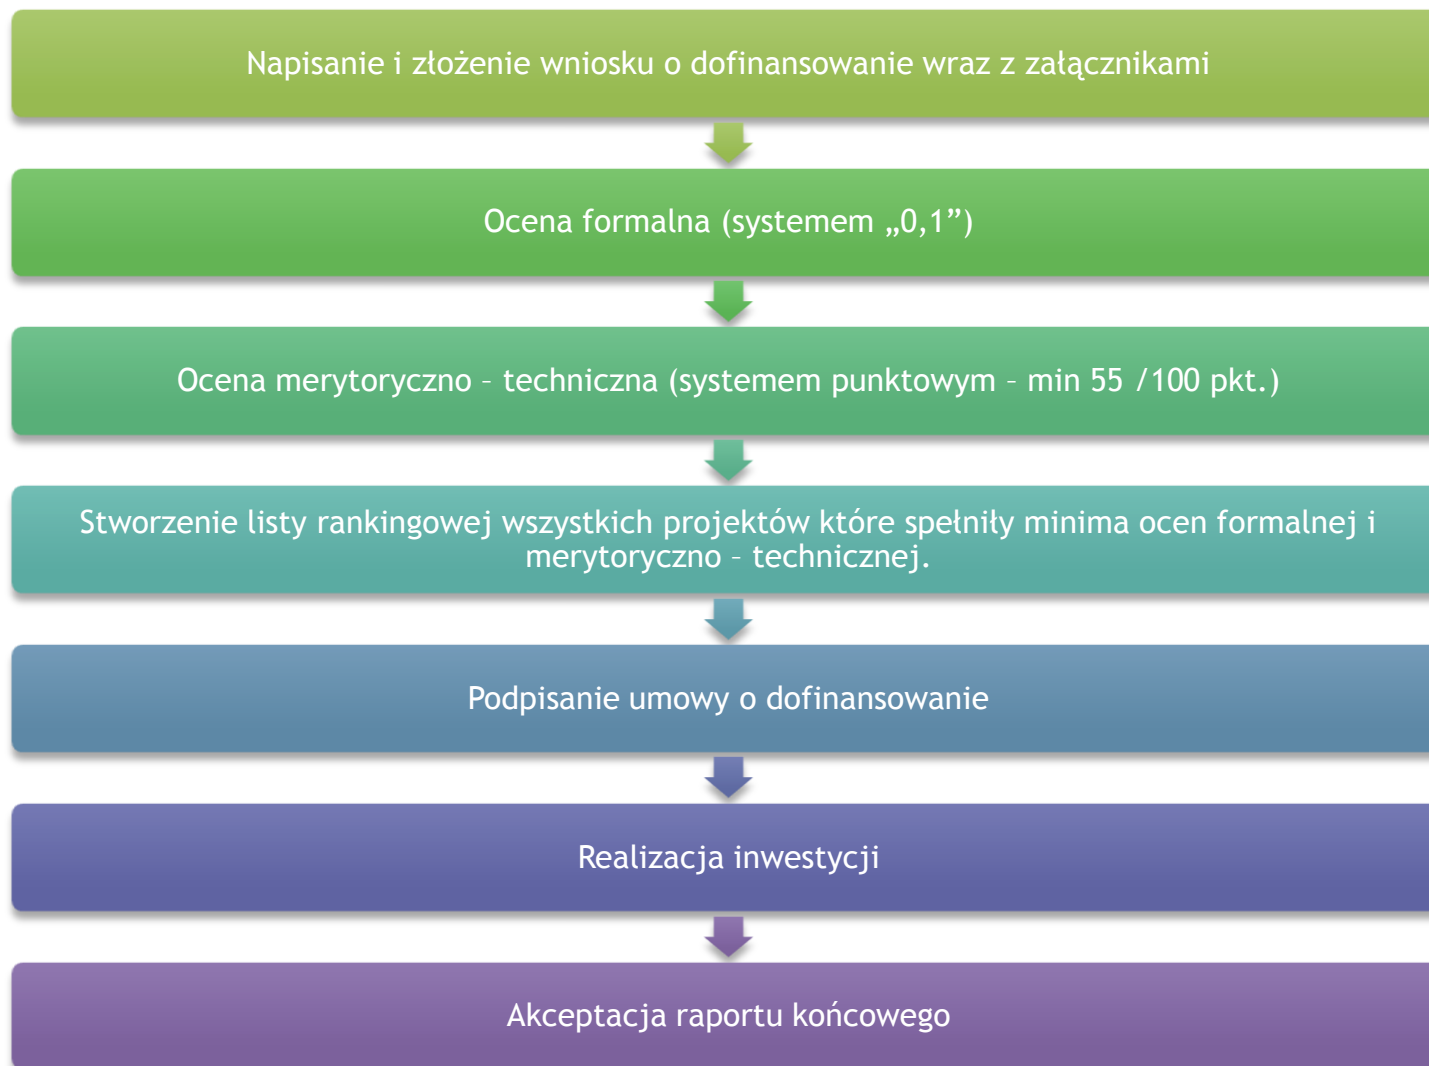 Napisanie i złożenie wniosku o dofinansowanie wraz z załącznikami
Ocena formalna (systemem „0,1”)
Ocena merytoryczno – techniczna (systemem punktowym – min 55 /100 pkt.)
Stworzenie listy rankingowej wszystkich projektów które spełniły minima ocen formalnej i
merytoryczno – technicznej.
Podpisanie umowy o dofinansowanie
Realizacja inwestycji
Akceptacja raportu końcowego